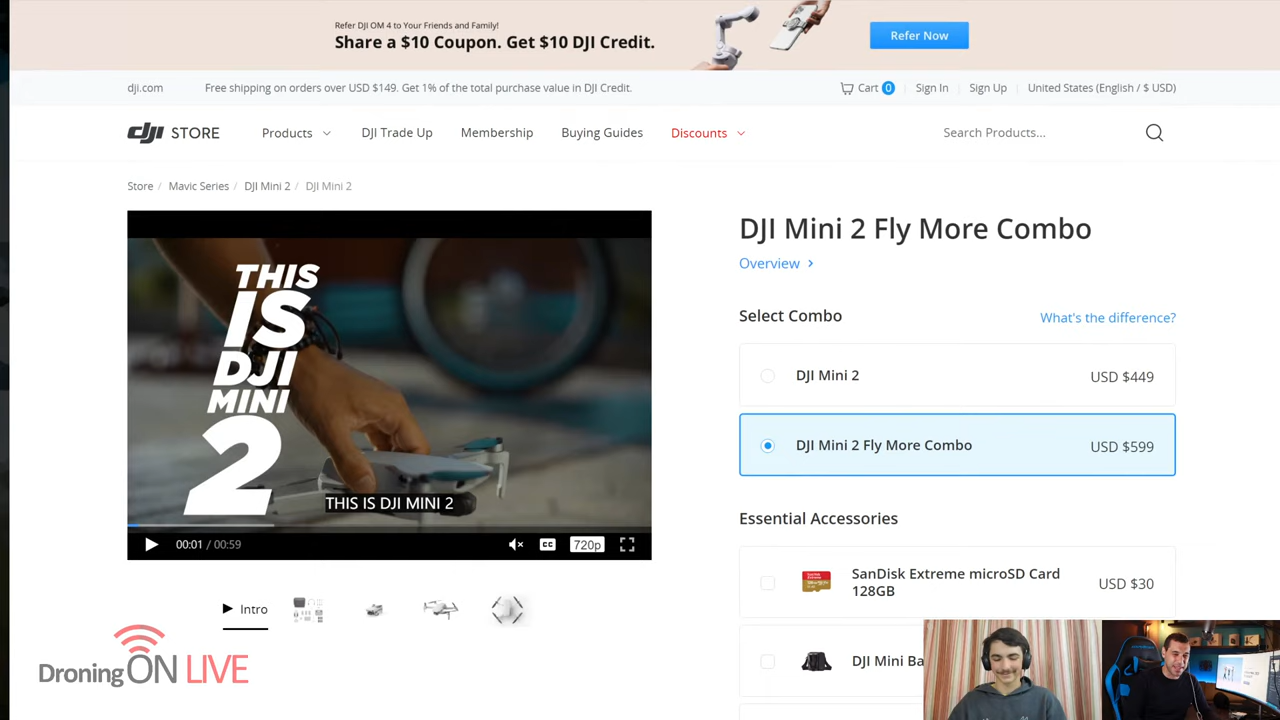 Refer DJI OM 4 to Your Friends and Family!
Share a $10 Coupon. Get $10 DJI Credit.
Refer Now
dji.com
Free shipping on orders over USD $149. Get 1% of the total purchase value in DJI Credit.
Cart 0
Sign In
Sign Up
United States (English / $ USD)
dji STORE
Products
DJI Trade Up
Membership
Buying Guides
Discounts
Search Products...
Store / Mavic Series / DJI Mini 2 / DJI Mini 2
THIS
IS
DJI
MINI
2
THIS IS DJI MINI 2
00:01 / 00:59
CC
720p
Intro
DJI Mini 2 Fly More Combo
Overview
Select Combo
What's the difference?
DJI Mini 2
USD $449
DJI Mini 2 Fly More Combo
USD $599
Essential Accessories
SanDisk Extreme microSD Card
128GB
USD $30
DJI Mini Ba
DroningON LIVE